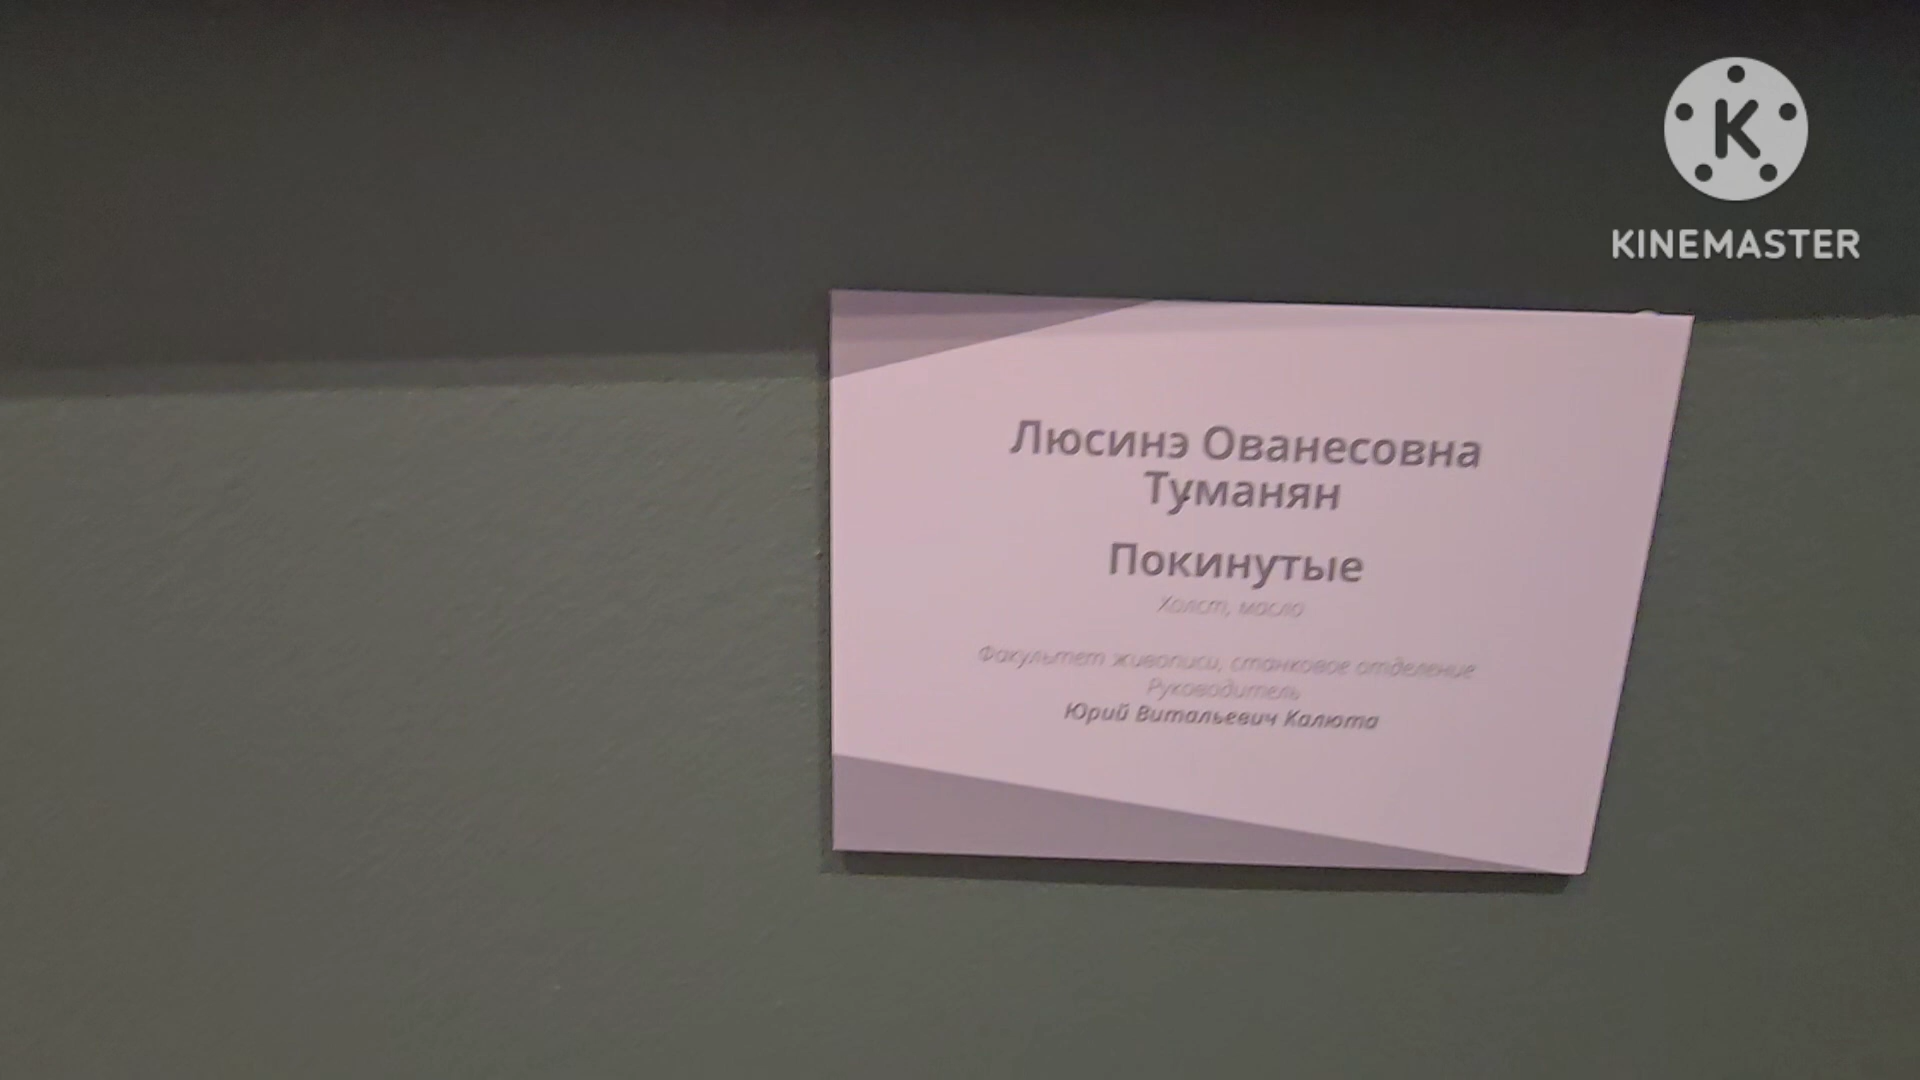 K
KINEMASTER
Люсинэ Ованесовна
Туманян
Покинутые
Холст, масло
Факультет живописи, станковое отделение
Руководитель
Юрий Витальевич Калюта